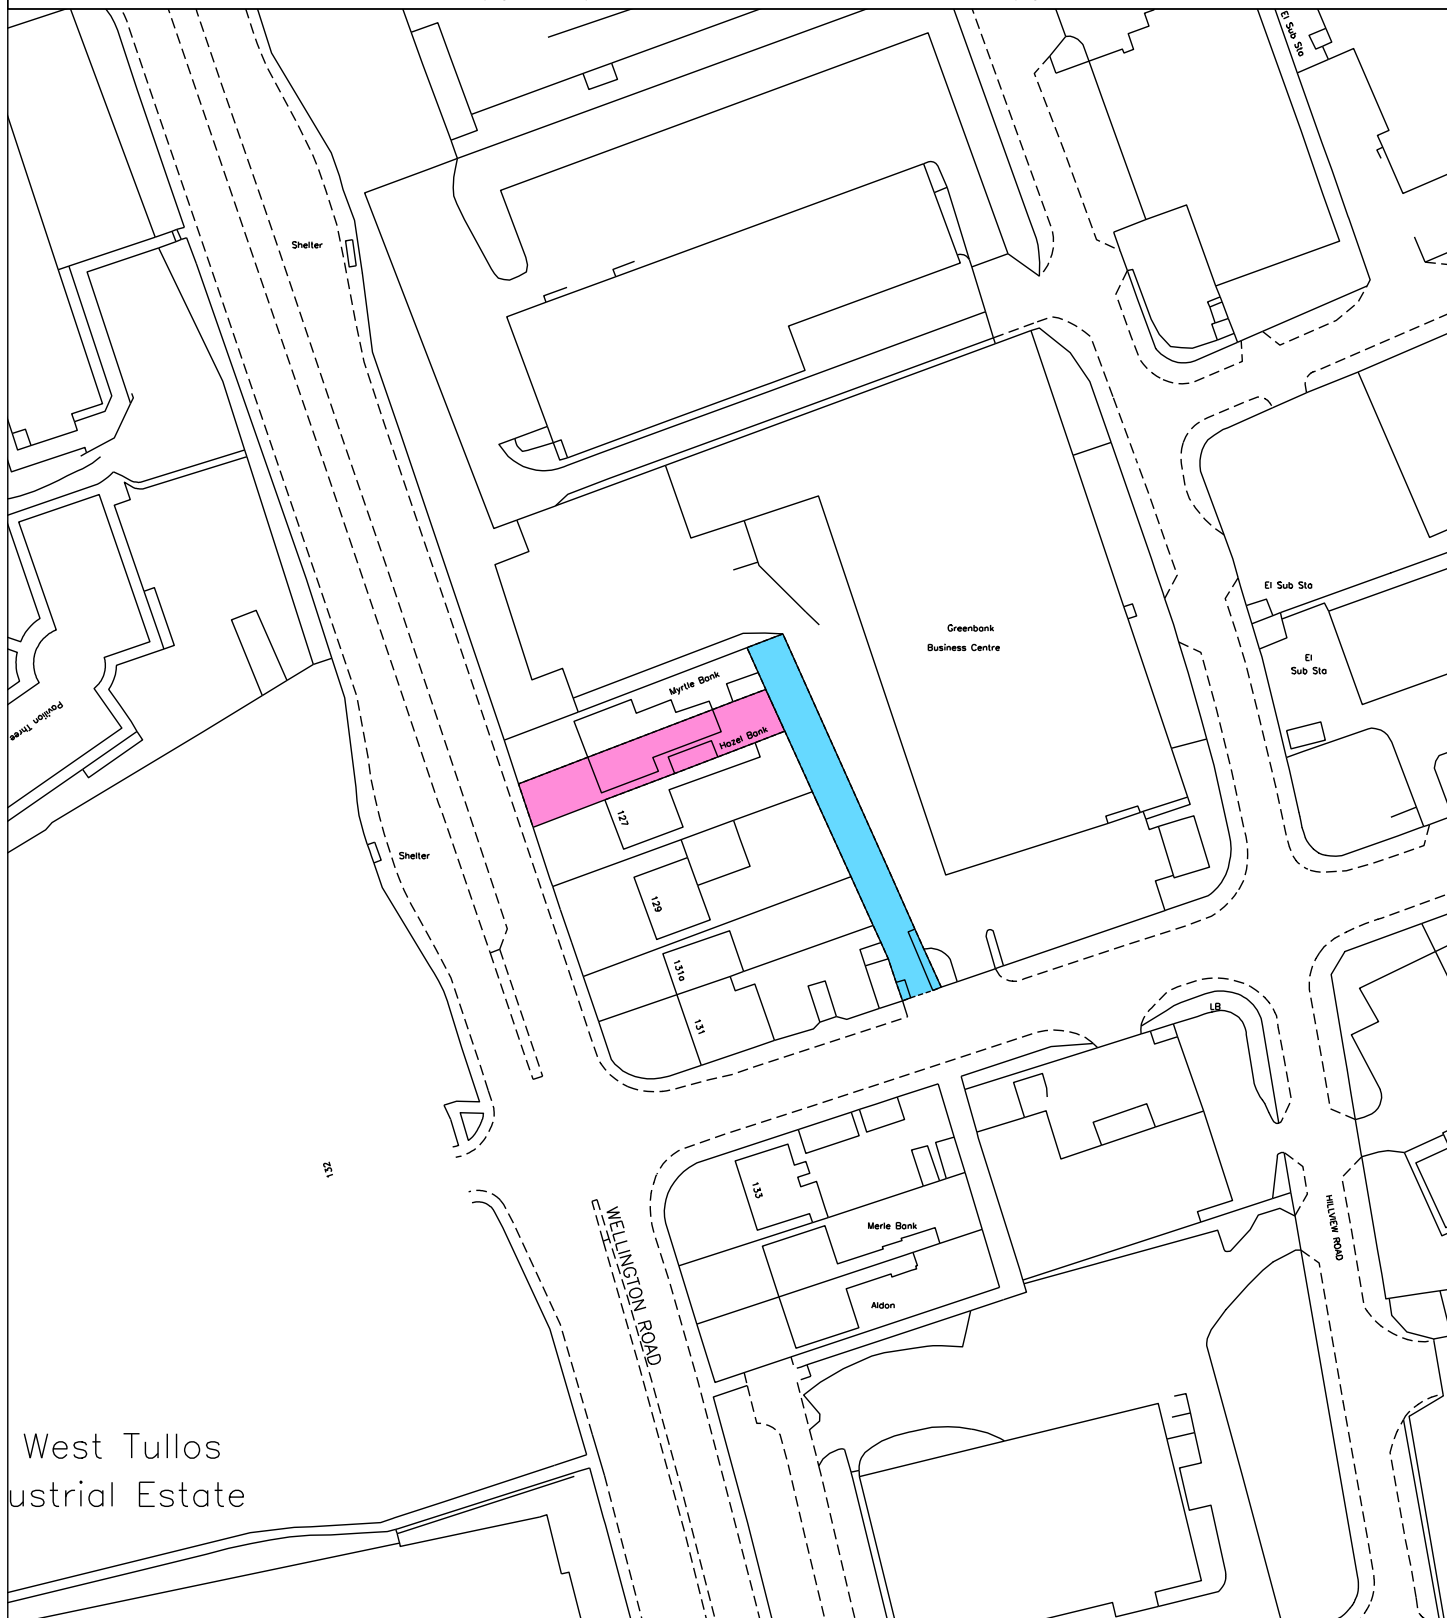 El Sub Sta
Shelter
El Sub Sta
Greenbank
Business Centre
El
Sub Sta
Myrtle Bank
Pavilion Three
Hazel Bank
127
Shelter
129
131a
LB
131
132
133
HILLVIEW ROAD
Merle Bank
WELLINGTON ROAD
Aldon
West Tullos
ustrial Estate